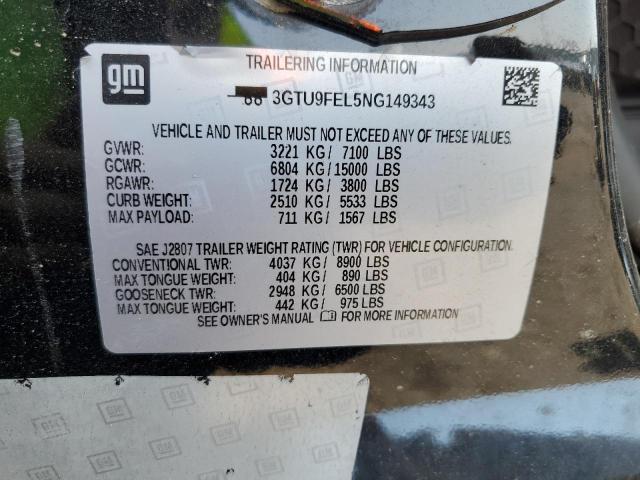 gm
TRAILERING INFORMATION
88 3GTU9FEL5NG149343
VEHICLE AND TRAILER MUST NOT EXCEED ANY OF THESE VALUES.
GVWR: 3221 KG / 7100 LBS
GCWR: 6804 KG / 15000 LBS
RGAWR: 1724 KG / 3800 LBS
CURB WEIGHT: 2510 KG / 5533 LBS
MAX PAYLOAD: 711 KG / 1567 LBS
SAE J2807 TRAILER WEIGHT RATING (TWR) FOR VEHICLE CONFIGURATION.
CONVENTIONAL TWR: 4037 KG / 8900 LBS
MAX TONGUE WEIGHT: 404 KG / 890 LBS
GOOSENECK TWR: 2948 KG / 6500 LBS
MAX TONGUE WEIGHT: 442 KG / 975 LBS
SEE OWNER'S MANUAL FOR MORE INFORMATION